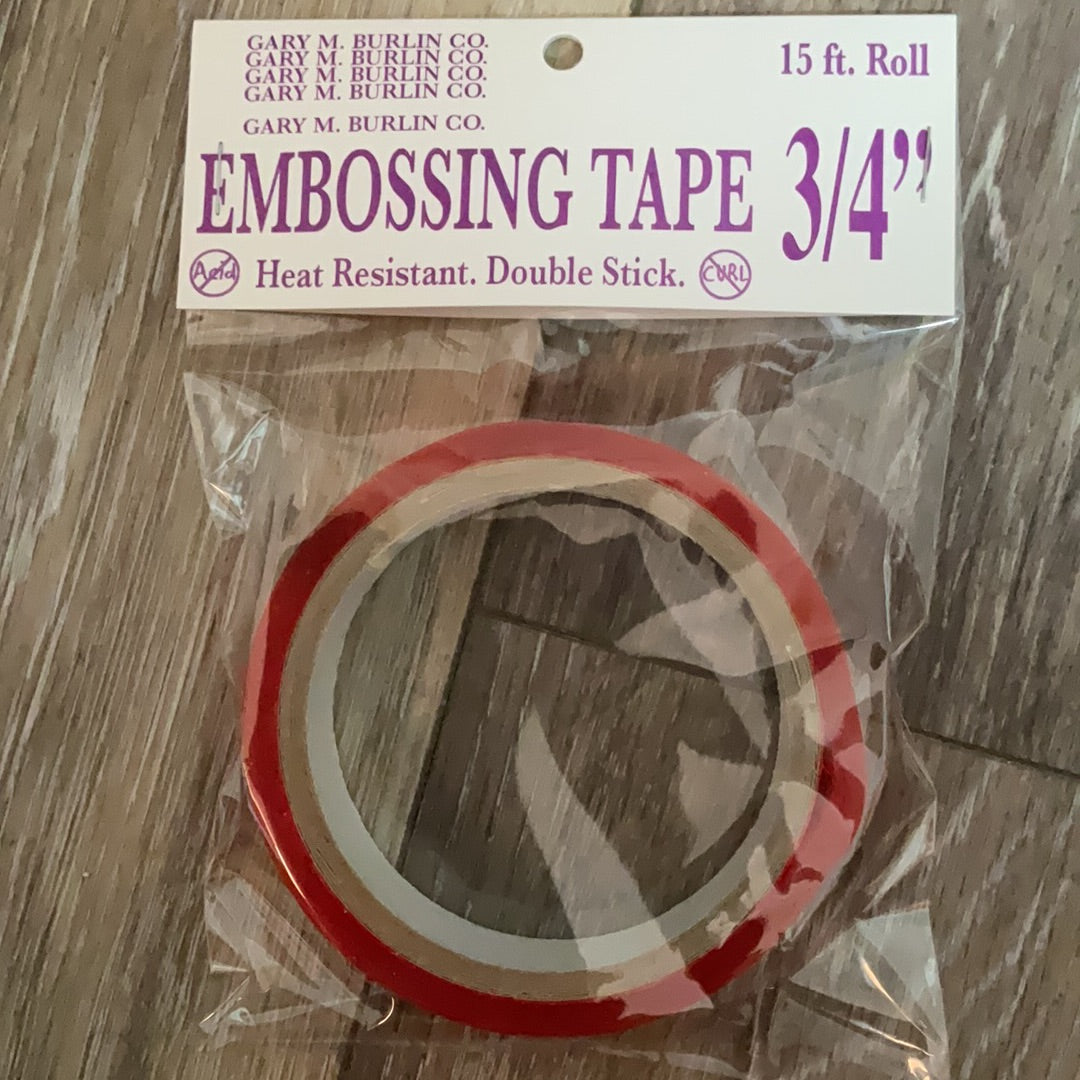 GARY M. BURLIN CO.
GARY M. BURLIN CO.
GARY M. BURLIN CO.
GARY M. BURLIN CO.
GARY M. BURLIN CO.
15 ft. Roll
EMBOSSING TAPE 3/4”
Acid Heat Resistant. Double Stick. CURL